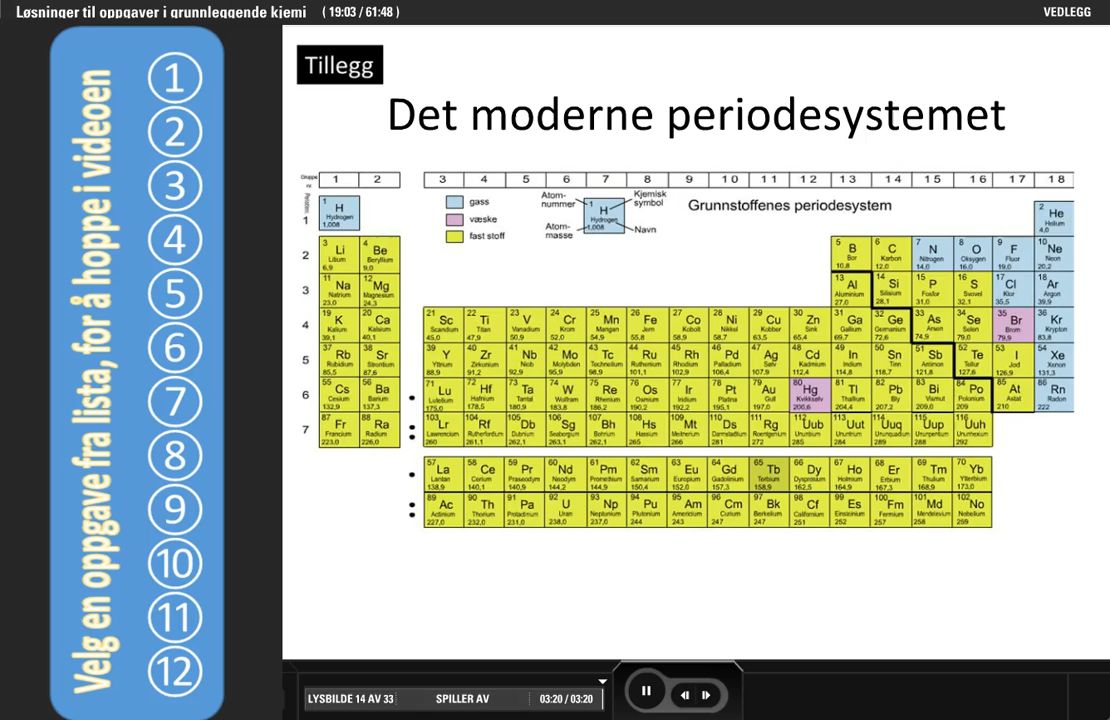 Løsninger til oppgaver i grunnleggende kjemi ( 19:03 / 61:48 )
VEDLEGG
Velg en oppgave fra lista, for å hoppe i videoen
1
2
3
4
5
6
7
8
9
10
11
12
Tillegg
Det moderne periodesystemet
Gruppe nr
1 2 3 4 5 6 7 8 9 10 11 12 13 14 15 16 17 18
gass
væske
fast stoff
Atom-nummer
Kjemisk symbol
1 H Hydrogen 1,008
Atom-masse
Navn
Grunnstoffenes periodesystem
1
1 H Hydrogen 1,008
2 He Helium 4,0
2
3 Li Litium 6,9
4 Be Beryllium 9,0
5 B Bor 10,8
6 C Karbon 12,0
7 N Nitrogen 14,0
8 O Oksygen 16,0
9 F Fluor 19,0
10 Ne Neon 20,2
3
11 Na Natrium 23,0
12 Mg Magnesium 24,3
13 Al Aluminium 27,0
14 Si Silisium 28,1
15 P Fosfor 31,0
16 S Svovel 32,1
17 Cl Klor 35,5
18 Ar Argon 39,9
4
19 K Kalium 39,1
20 Ca Kalsium 40,1
21 Sc Scandium 45,0
22 Ti Titan 47,9
23 V Vanadium 50,9
24 Cr Krom 52,0
25 Mn Mangan 54,9
26 Fe Jern 55,8
27 Co Kobolt 58,9
28 Ni Nikkel 58,7
29 Cu Kobber 63,5
30 Zn Sink 65,4
31 Ga Gallium 69,7
32 Ge Germanium 72,6
33 As Arsen 74,9
34 Se Selen 79,0
35 Br Brom 79,9
36 Kr Krypton 83,8
5
37 Rb Rubidium 85,5
38 Sr Strontium 87,6
39 Y Yttrium 88,9
40 Zr Zirkonium 91,2
41 Nb Niob 92,9
42 Mo Molybden 95,9
43 Tc Technetium 98,9
44 Ru Ruthenium 101,1
45 Rh Rhodium 102,9
46 Pd Palladium 106,4
47 Ag Sølv 107,9
48 Cd Kadmium 112,4
49 In Indium 114,8
50 Sn Tinn 118,7
51 Sb Antimon 121,8
52 Te Tellur 127,6
53 I Jod 126,9
54 Xe Xenon 131,3
6
55 Cs Cesium 132,9
56 Ba Barium 137,3
71 Lu Lutetium 175,0
72 Hf Hafnium 178,5
73 Ta Tantal 180,9
74 W Wolfram 183,8
75 Re Rhenium 186,2
76 Os Osmium 190,2
77 Ir Iridium 192,2
78 Pt Platina 195,1
79 Au Gull 197,0
80 Hg Kvikksølv 200,6
81 Tl Thallium 204,4
82 Pb Bly 207,2
83 Bi Vismut 209,0
84 Po Polonium 209
85 At Astat 210
86 Rn Radon 222
7
87 Fr Francium 223,0
88 Ra Radium 226,0
103 Lr Lawrencium 260
104 Rf Rutherfordium 261,1
105 Db Dubnium 262,1
106 Sg Seaborgium 263,1
107 Bh Bohrium 262,1
108 Hs Hassium 265
109 Mt Meitnerium 266
110 Ds Darmstadtium 281
111 Rg Roentgenium 272
112 Uub Ununbium 285
113 Uut Ununtrium 284
114 Uuq Ununquadium 289
115 Uup Ununpentium 288
116 Uuh Ununhexium 292
57 La Lantan 138,9
58 Ce Cerium 140,1
59 Pr Praseodym 140,9
60 Nd Neodym 144,2
61 Pm Promethium 144,9
62 Sm Samarium 150,4
63 Eu Europium 152,0
64 Gd Gadolinium 157,3
65 Tb Terbium 158,9
66 Dy Dysprosium 162,5
67 Ho Holmium 164,9
68 Er Erbium 167,3
69 Tm Thulium 168,9
70 Yb Ytterbium 173,0
89 Ac Actinium 227,0
90 Th Thorium 232,0
91 Pa Protactinium 231,0
92 U Uran 238,0
93 Np Neptunium 237,0
94 Pu Plutonium 244
95 Am Americium 243
96 Cm Curium 247
97 Bk Berkelium 247
98 Cf Californium 251
99 Es Einsteinium 252
100 Fm Fermium 257
101 Md Mendelevium 258
102 No Nobelium 259
LYSBILDE 14 AV 33
SPILLER AV
03:20 / 03:20